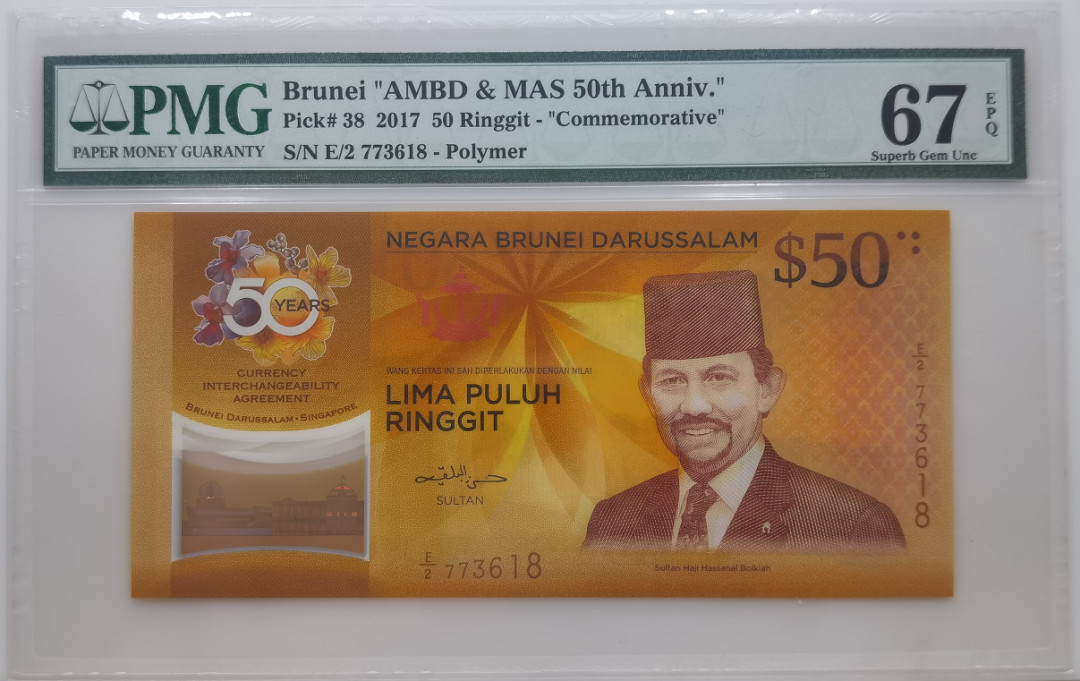 PMG
PAPER MONEY GUARANTY
Brunei "AMBD & MAS 50th Anniv."
Pick# 38 2017 50 Ringgit - "Commemorative"
S/N E/2 773618 - Polymer
67
EPQ
Superb Gem Unc
NEGARA BRUNEI DARUSSALAM
$50
50 YEARS
CURRENCY
INTERCHANGEABILITY
AGREEMENT
BRUNEI DARUSSALAM • SINGAPORE
WANG KERTAS INI SAH DIPERLAKUKAN DENGAN NILAI
LIMA PULUH
RINGGIT
SULTAN
E/2 773618
E/2 773618
Sultan Haji Hassanal Bolkiah